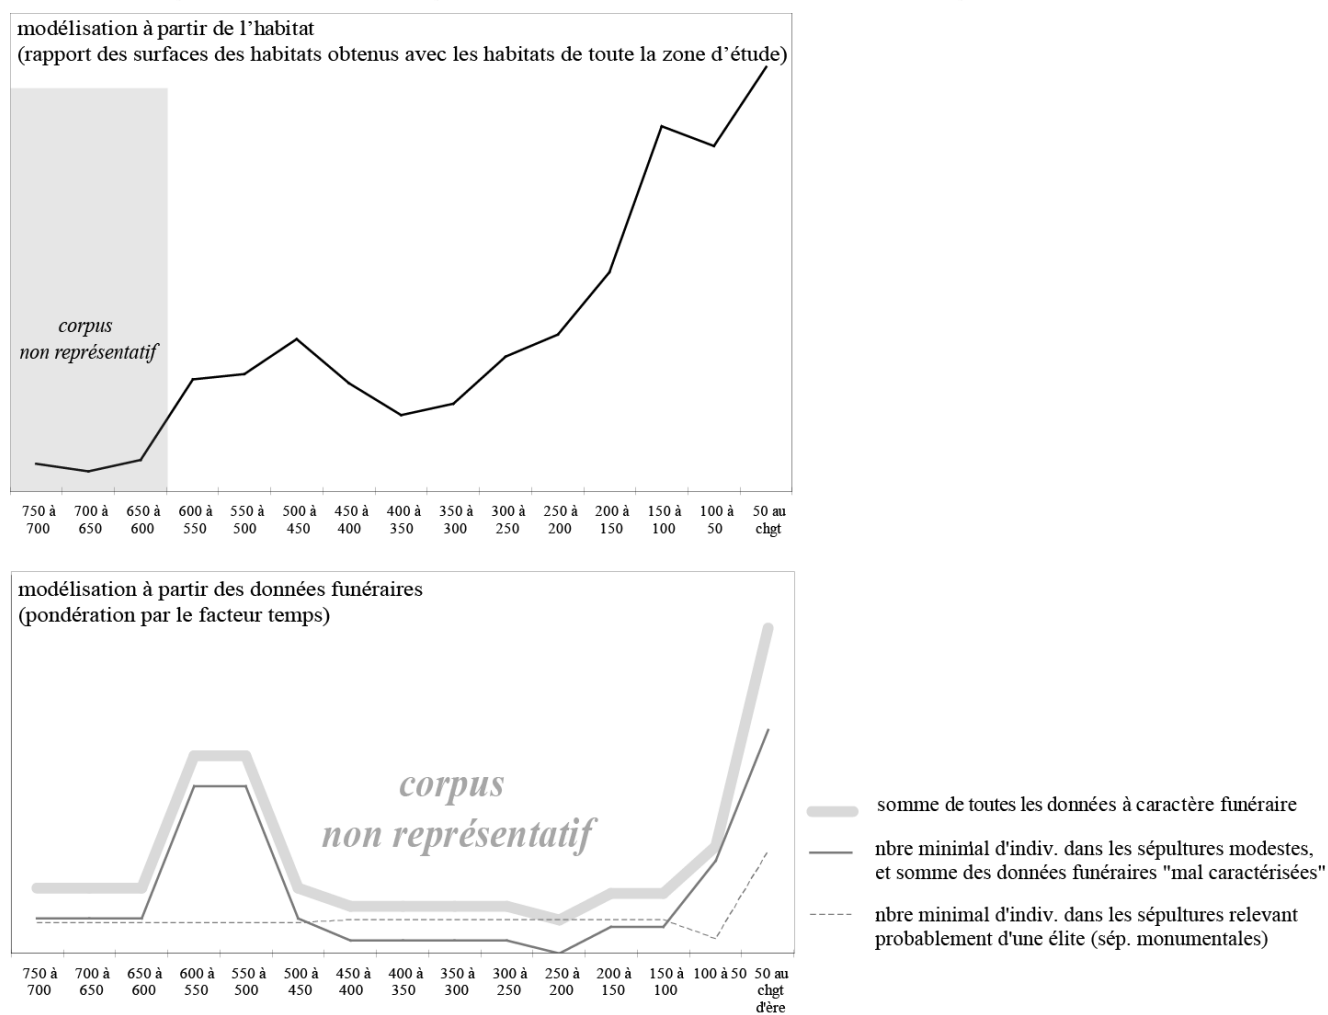 modélisation à partir de l’habitat
(rapport des surfaces des habitats obtenus avec les habitats de toute la zone d’étude)
corpus
non représentatif
750 à 700 à 650 à 600 à 550 à 500 à 450 à 400 à 350 à 300 à 250 à 200 à 150 à 100 à 50 au
700 650 600 550 500 450 400 350 300 250 200 150 100 50 chgt
modélisation à partir des données funéraires
(pondération par le facteur temps)
corpus
non représentatif
somme de toutes les données à caractère funéraire
nbre minimal d'indiv. dans les sépultures modestes,
et somme des données funéraires "mal caractérisées"
nbre minimal d'indiv. dans les sépultures relevant
probablement d'une élite (sép. monumentales)
750 à 700 à 650 à 600 à 550 à 500 à 450 à 400 à 350 à 300 à 250 à 200 à 150 à 100 à 50 50 au
700 650 600 550 500 450 400 350 300 250 200 150 100 chgt
d'ère